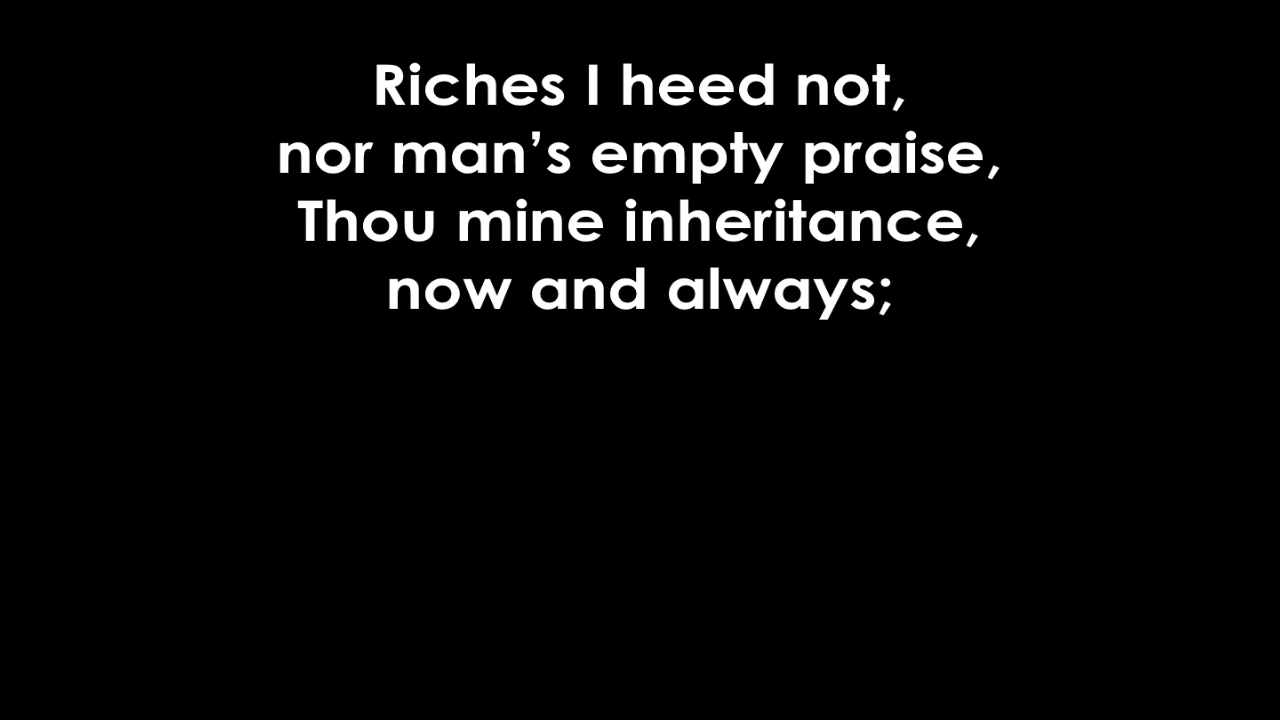 Riches I heed not,
nor man’s empty praise,
Thou mine inheritance,
now and always;